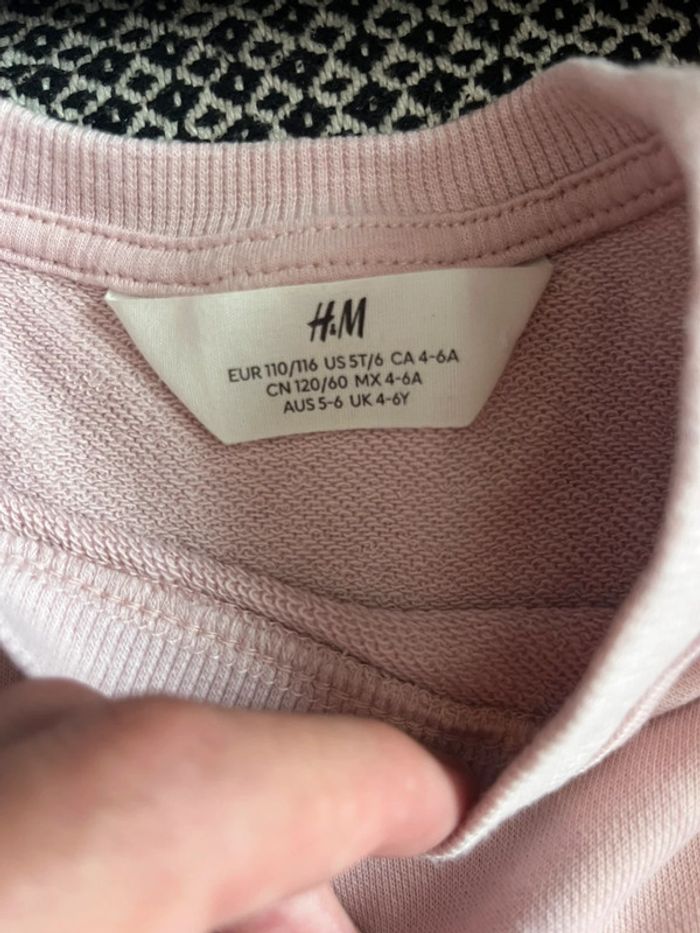 H&M
EUR 110/116 US 5T/6 CA 4-6A
CN 120/60 MX 4-6A
AUS 5-6 UK 4-6Y